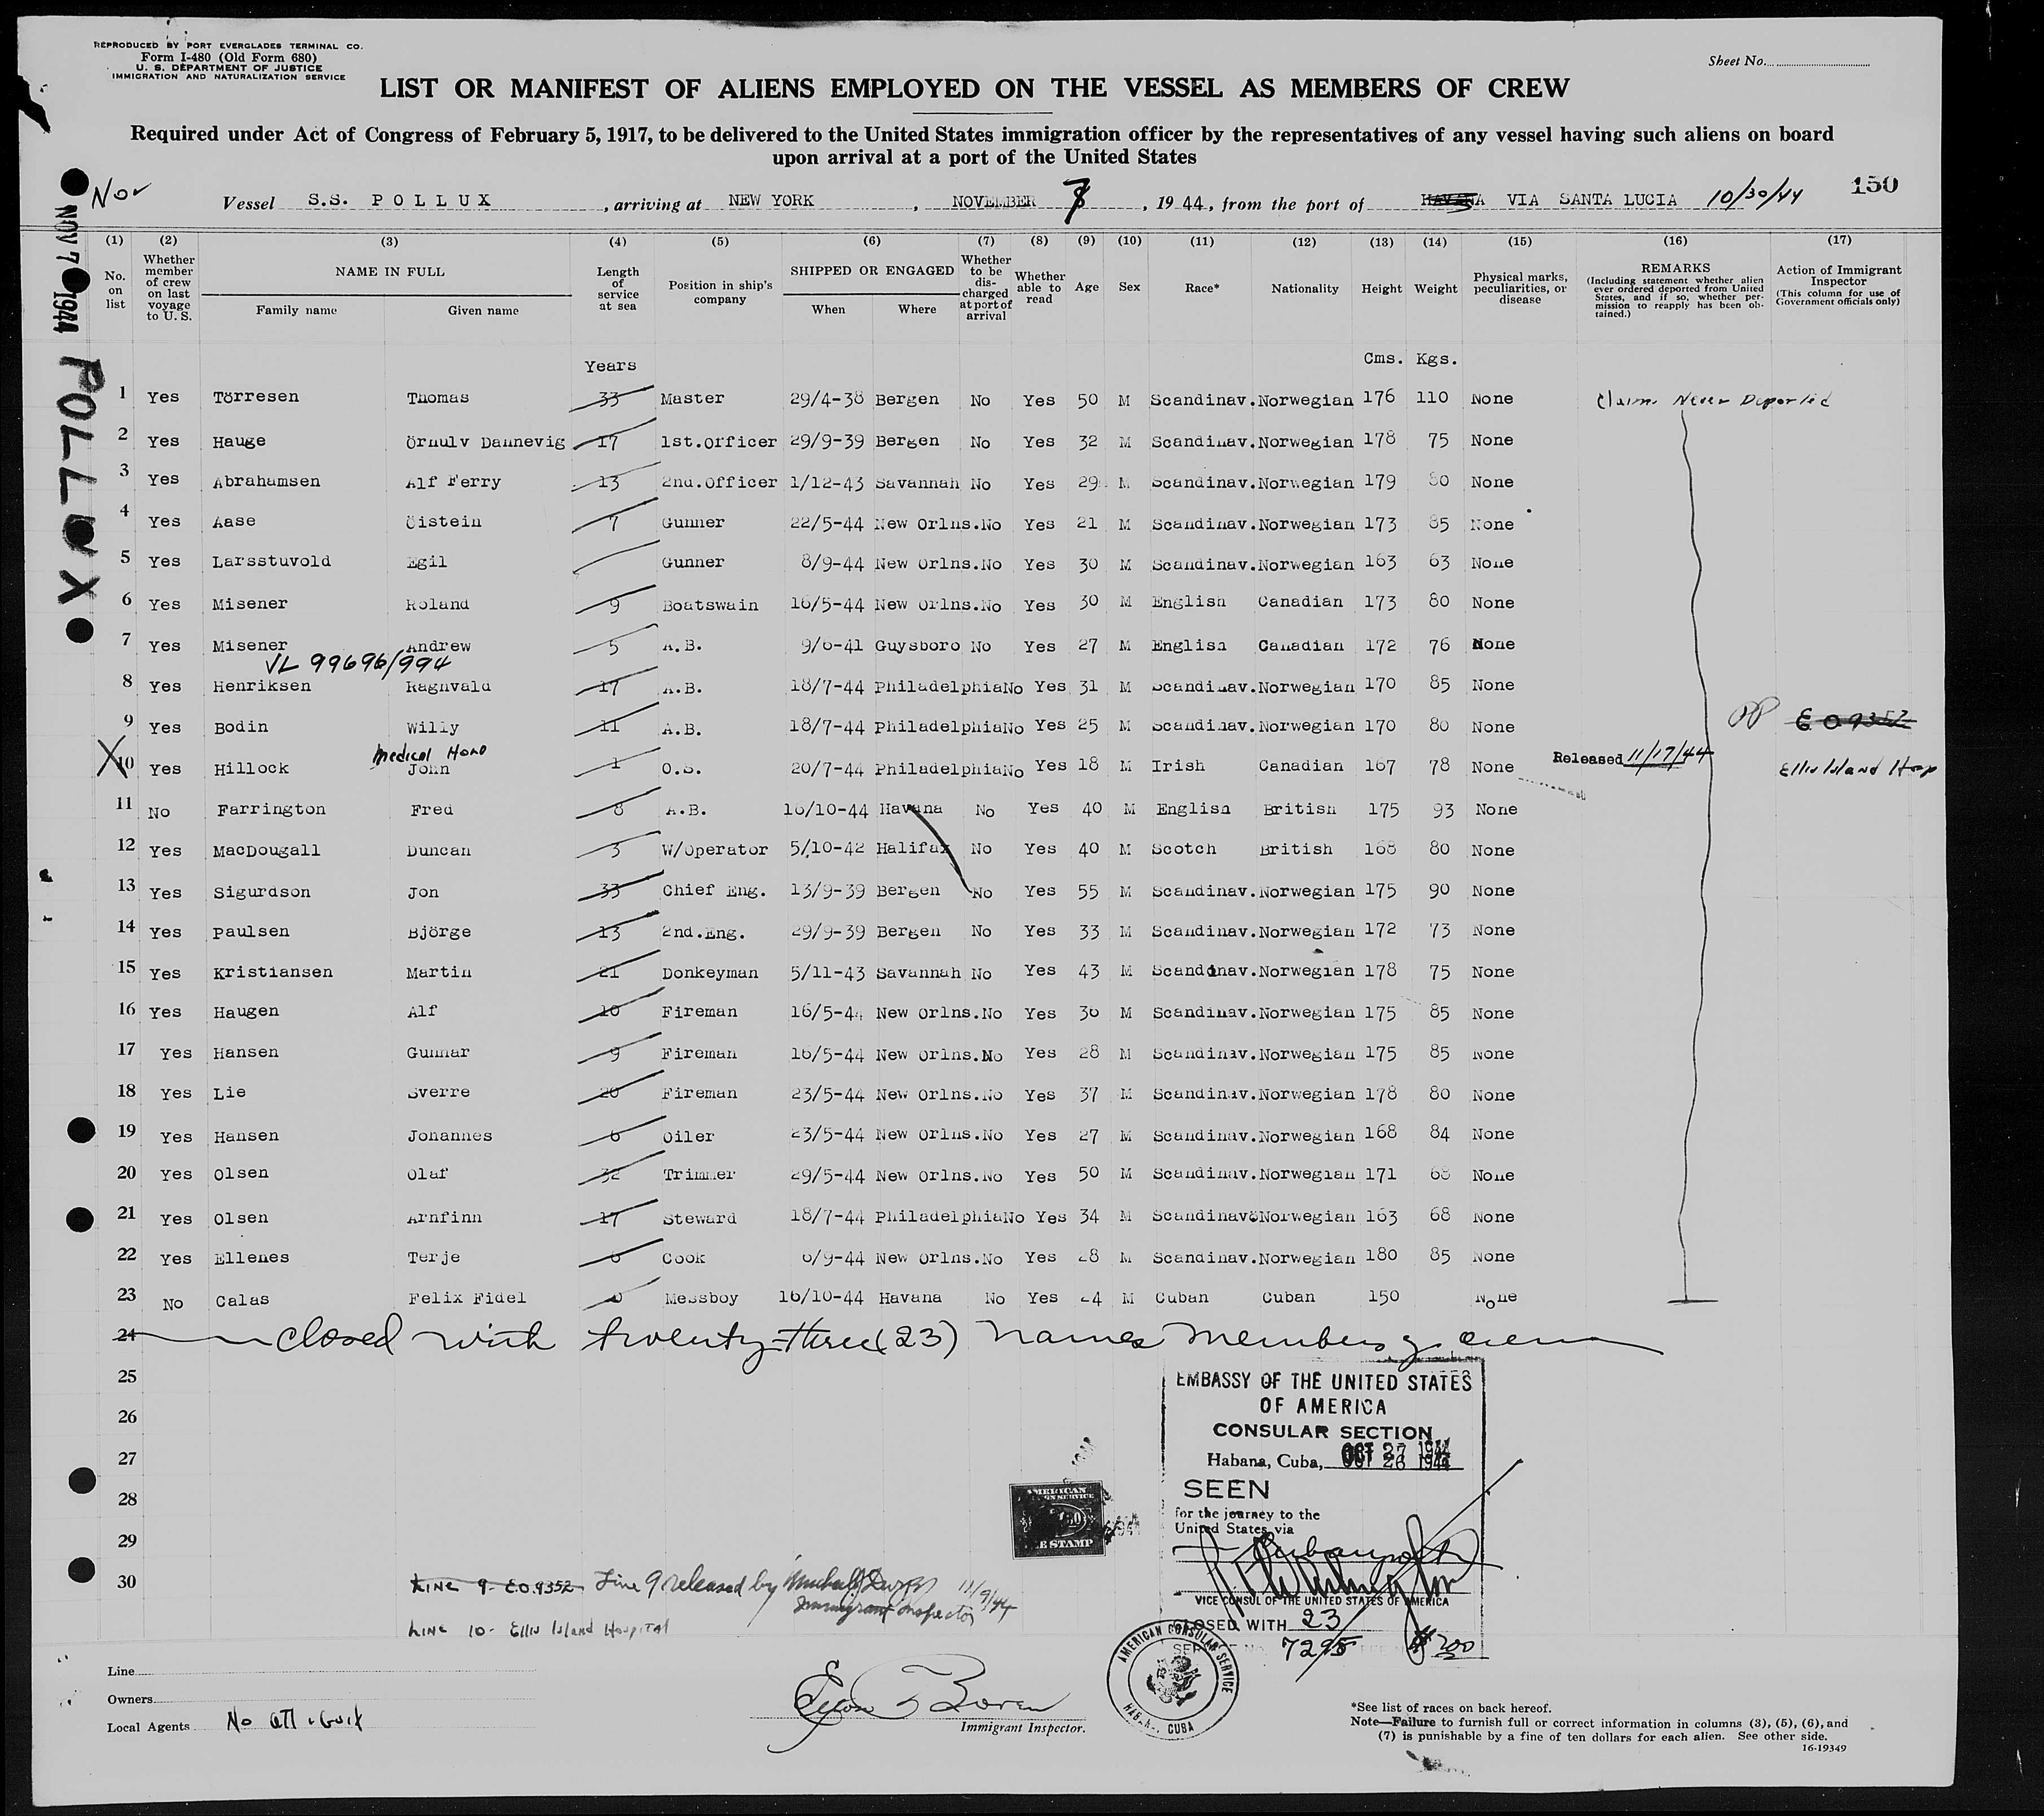 REPRODUCED BY PORT EVERGLADES TERMINAL CO.
Form I-480 (Old Form 680)
U. S. DEPARTMENT OF JUSTICE
IMMIGRATION AND NATURALIZATION SERVICE
Sheet No.
LIST OR MANIFEST OF ALIENS EMPLOYED ON THE VESSEL AS MEMBERS OF CREW
Required under Act of Congress of February 5, 1917, to be delivered to the United States immigration officer by the representatives of any vessel having such aliens on board
upon arrival at a port of the United States
Nor
150
Vessel S.S. POLLUX, arriving at NEW YORK, NOVEMBER 7, 1944, from the port of HAVANA VIA SANTA LUCIA 10/30/44
NOV 7 1944
POLLUX
(1) (2) (3) (4) (5) (6) (7) (8) (9) (10) (11) (12) (13) (14) (15) (16) (17)
No. on list
Whether member of crew on last voyage to U. S.
NAME IN FULL
Family name
Given name
Length of service at sea
Position in ship's company
SHIPPED OR ENGAGED
When
Where
Whether to be discharged at port of arrival
Whether able to read
Age
Sex
Race*
Nationality
Height
Weight
Physical marks, peculiarities, or disease
REMARKS
(Including statement whether alien ever ordered deported from United States, and if so, whether permission to reapply has been obtained.)
Action of Immigrant Inspector
(This column for use of Government officials only)
Years Cms. Kgs.
1 Yes Törresen Thomas 33 Master 29/4-38 Bergen No Yes 50 M Scandinav. Norwegian 176 110 None Claims Never Deported
2 Yes Hauge Örnulv Dannevig 17 1st.Officer 29/9-39 Bergen No Yes 32 M Scandinav. Norwegian 178 75 None
3 Yes Abrahamsen Alf Ferry 13 2nd.Officer 1/12-43 Savannah No Yes 29 M Scandinav. Norwegian 179 80 None
4 Yes Aase Öistein 7 Gunner 22/5-44 New Orlns. No Yes 21 M Scandinav. Norwegian 173 85 None
5 Yes Larsstuvold Egil Gunner 8/9-44 New Orlns. No Yes 30 M Scandinav. Norwegian 163 63 None
6 Yes Misener Roland 9 Boatswain 16/5-44 New Orlns. No Yes 30 M English Canadian 173 80 None
7 Yes Misener Andrew 5 A.B. 9/6-41 Guysboro No Yes 27 M English Canadian 172 76 None
VL 99696/994
8 Yes Henriksen Ragnvald 17 A.B. 18/7-44 Philadelphia No Yes 31 M Scandinav. Norwegian 170 85 None
9 Yes Bodin Willy 11 A.B. 18/7-44 Philadelphia No Yes 25 M Scandinav. Norwegian 170 80 None PP E O 9352
Medical Hold
X 10 Yes Hillock John 1 O.S. 20/7-44 Philadelphia No Yes 18 M Irish Canadian 167 78 None Released 11/17/44 Ellis Island Hop
11 No Farrington Fred 8 A.B. 16/10-44 Havana No Yes 40 M English British 175 93 None
12 Yes MacDougall Duncan 3 W/Operator 5/10-42 Halifax No Yes 40 M Scotch British 168 80 None
13 Yes Sigurdson Jon 33 Chief Eng. 13/9-39 Bergen No Yes 55 M Scandinav. Norwegian 175 90 None
14 Yes Paulsen Björge 13 2nd.Eng. 29/9-39 Bergen No Yes 33 M Scandinav. Norwegian 172 73 None
15 Yes Kristiansen Martin 21 Donkeyman 5/11-43 Savannah No Yes 43 M Scandinav. Norwegian 178 75 None
16 Yes Haugen Alf 10 Fireman 16/5-44 New Orlns. No Yes 36 M Scandinav. Norwegian 175 85 None
17 Yes Hansen Gunnar 9 Fireman 16/5-44 New Orlns. No Yes 28 M Scandinav. Norwegian 175 85 None
18 Yes Lie Sverre 20 Fireman 23/5-44 New Orlns. No Yes 37 M Scandinav. Norwegian 178 80 None
19 Yes Hansen Johannes 6 Oiler 23/5-44 New Orlns. No Yes 27 M Scandinav. Norwegian 168 84 None
20 Yes Olsen Olaf 32 Trimmer 29/5-44 New Orlns. No Yes 50 M Scandinav. Norwegian 171 68 None
21 Yes Olsen Arnfinn 17 Steward 18/7-44 Philadelphia No Yes 34 M Scandinav Norwegian 163 68 None
22 Yes Ellenes Terje 6 Cook 6/9-44 New Orlns. No Yes 28 M Scandinav. Norwegian 180 85 None
23 No Calas Felix Fidel 0 Messboy 16/10-44 Havana No Yes 24 M Cuban Cuban 150 None
24 Closed with twenty-three (23) names members of crew
25
26
27
28
29
30
EMBASSY OF THE UNITED STATES
OF AMERICA
CONSULAR SECTION
Habana, Cuba, OCT 27 1944
OCT 26 1944
SEEN
for the journey to the
United States via
VICE CONSUL OF THE UNITED STATES OF AMERICA
CLOSED WITH 23
7295
AMERICAN
SERVICE
FEE STAMP
LINE 9- EO 9352 Line 9 released by
Immigrant Inspector 11/9/44
LINE 10- Ellis Island Hospital
AMERICAN CONSULAR SERVICE
HABANA, CUBA
Line
Owners
Local Agents
Immigrant Inspector.
*See list of races on back hereof.
Note—Failure to furnish full or correct information in columns (3), (5), (6), and
(7) is punishable by a fine of ten dollars for each alien. See other side.
16-19349